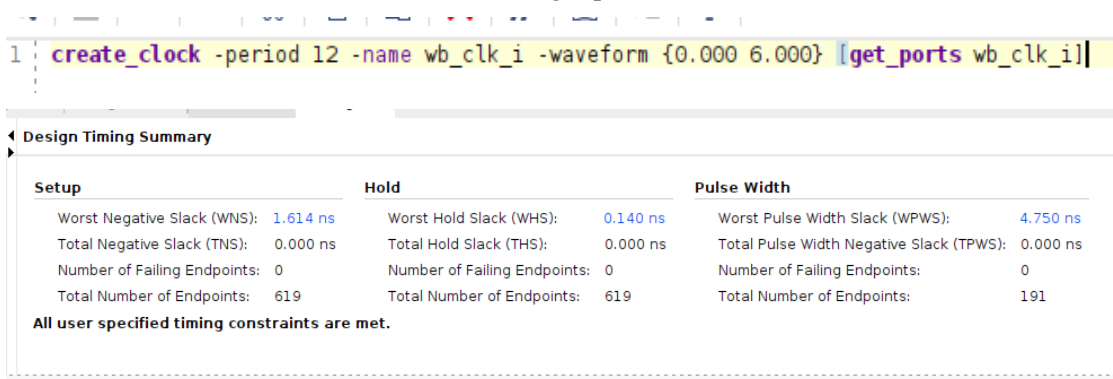 1 create_clock -period 12 -name wb_clk_i -waveform {0.000 6.000} [get_ports wb_clk_i]
Design Timing Summary
Setup Hold Pulse Width
Worst Negative Slack (WNS): 1.614 ns Worst Hold Slack (WHS): 0.140 ns Worst Pulse Width Slack (WPWS): 4.750 ns
Total Negative Slack (TNS): 0.000 ns Total Hold Slack (THS): 0.000 ns Total Pulse Width Negative Slack (TPWS): 0.000 ns
Number of Failing Endpoints: 0 Number of Failing Endpoints: 0 Number of Failing Endpoints: 0
Total Number of Endpoints: 619 Total Number of Endpoints: 619 Total Number of Endpoints: 191
All user specified timing constraints are met.